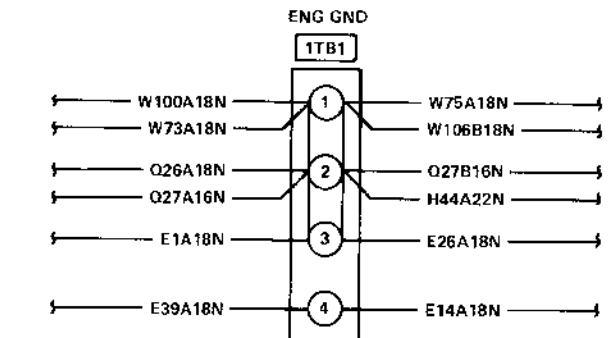 ENG GND
1TB1
W100A18N 1 W75A18N
W73A18N W106B18N
Q26A18N 2 Q27B16N
Q27A16N H44A22N
E1A18N 3 E26A18N
E39A18N 4 E14A18N